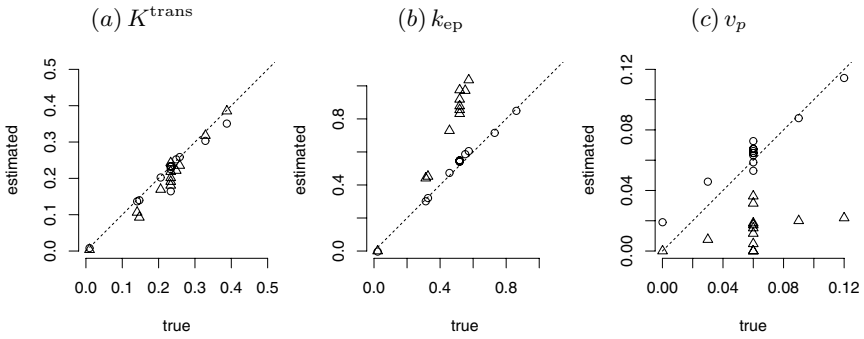 (a) K^trans
(b) k_ep
(c) v_p
0.5
0.4
0.3
0.2
0.1
0.0
estimated
0.0 0.1 0.2 0.3 0.4 0.5
true
0.8
0.4
0.0
estimated
0.0 0.4 0.8
true
0.12
0.08
0.04
0.00
estimated
0.00 0.04 0.08 0.12
true